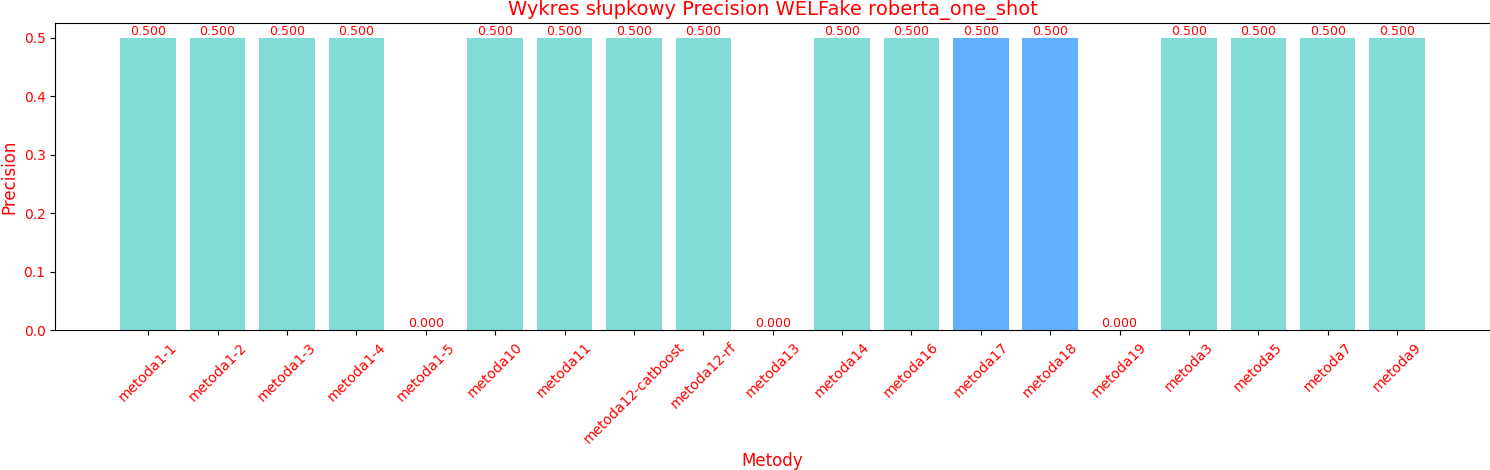 Wykres słupkowy Precision WELFake roberta_one_shot
0.500 0.500 0.500 0.500 0.500 0.500 0.500 0.500 0.500 0.500 0.500 0.500 0.500 0.500 0.500 0.500
0.5
0.4
0.3
0.2
0.1
0.0
0.000 0.000 0.000
Precision
metoda1-1 metoda1-2 metoda1-3 metoda1-4 metoda1-5 metoda10 metoda11 metoda12-catboost metoda12-rf metoda13 metoda14 metoda16 metoda17 metoda18 metoda19 metoda3 metoda5 metoda7 metoda9
Metody